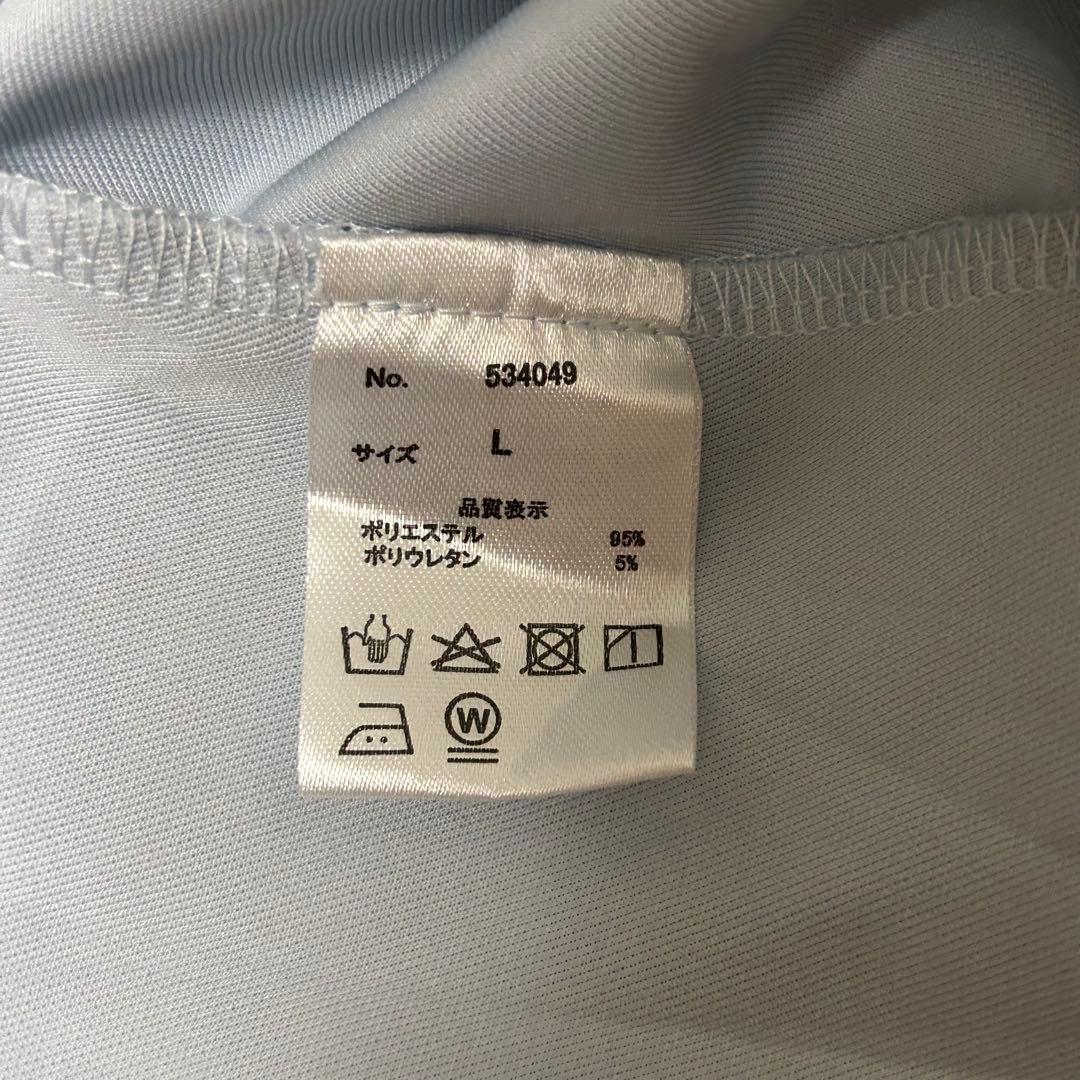 No. 534049
サイズ L
品質表示
ポリエステル 95%
ポリウレタン 5%
W